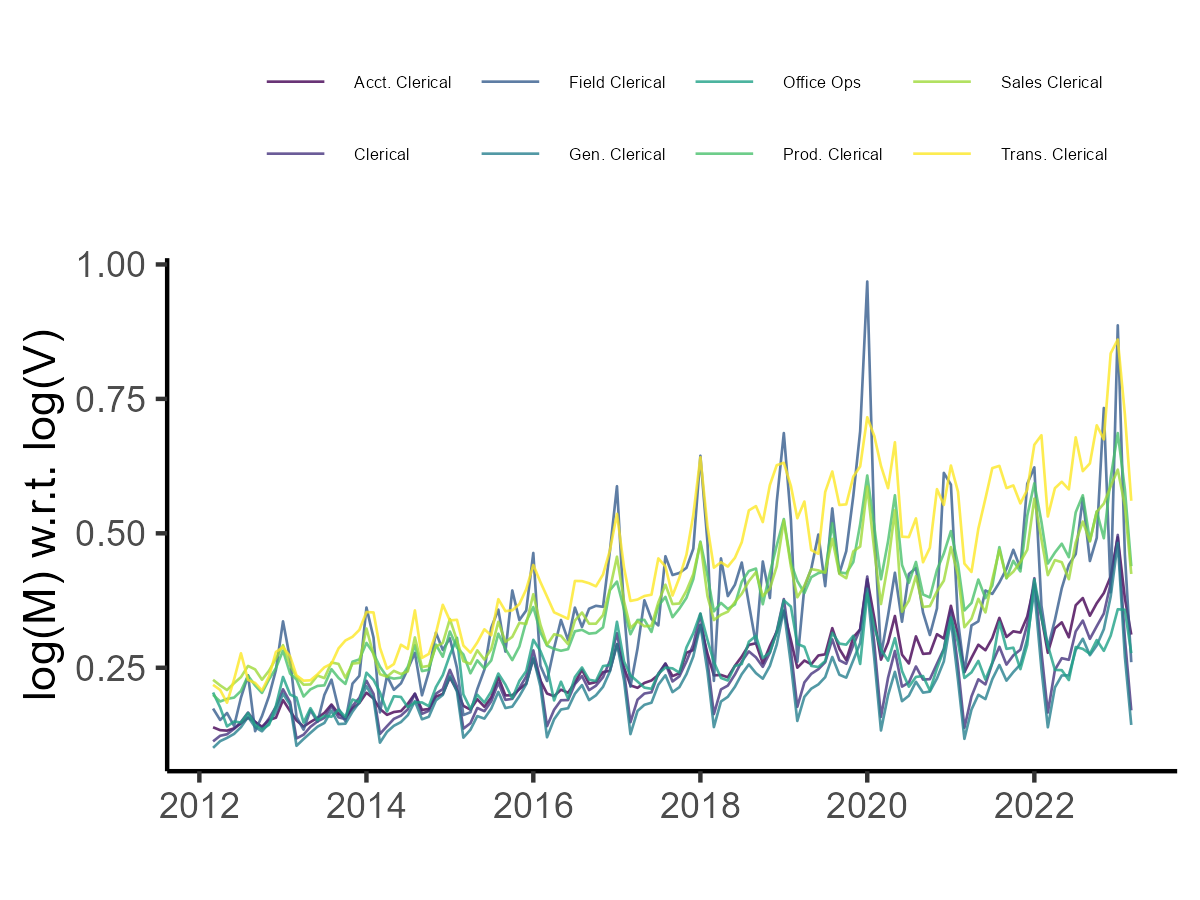 Acct. Clerical Field Clerical Office Ops Sales Clerical
Clerical Gen. Clerical Prod. Clerical Trans. Clerical
log(M) w.r.t. log(V)
1.00
0.75
0.50
0.25
2012 2014 2016 2018 2020 2022